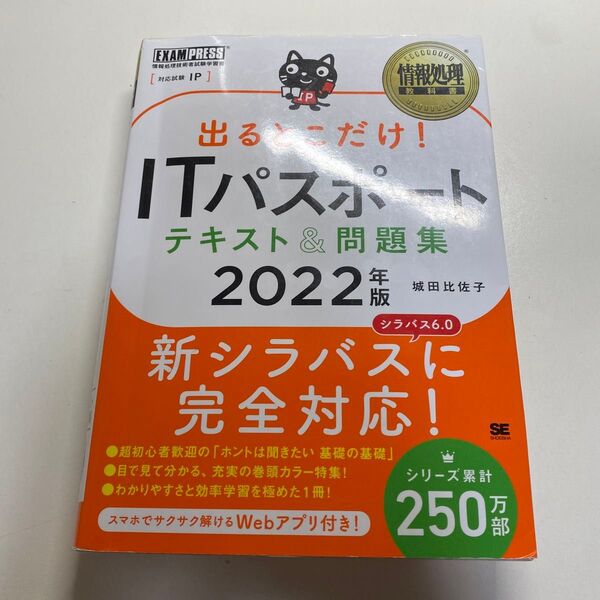 EXAMPRESS
情報処理技術者試験学習書
[対応試験 IP]
IP
情報処理
教科書
出るとこだけ!
ITパスポート
テキスト&問題集
2022年版
城田比佐子
シラバス6.0
新シラバスに
完全対応!
●超初心者歓迎の「ホントは聞きたい 基礎の基礎」
●目で見て分かる、充実の巻頭カラー特集!
●わかりやすさと効率学習を極めた1冊!
スマホでサクサク解けるWebアプリ付き!
SE
SHOEISHA
シリーズ累計
250万部